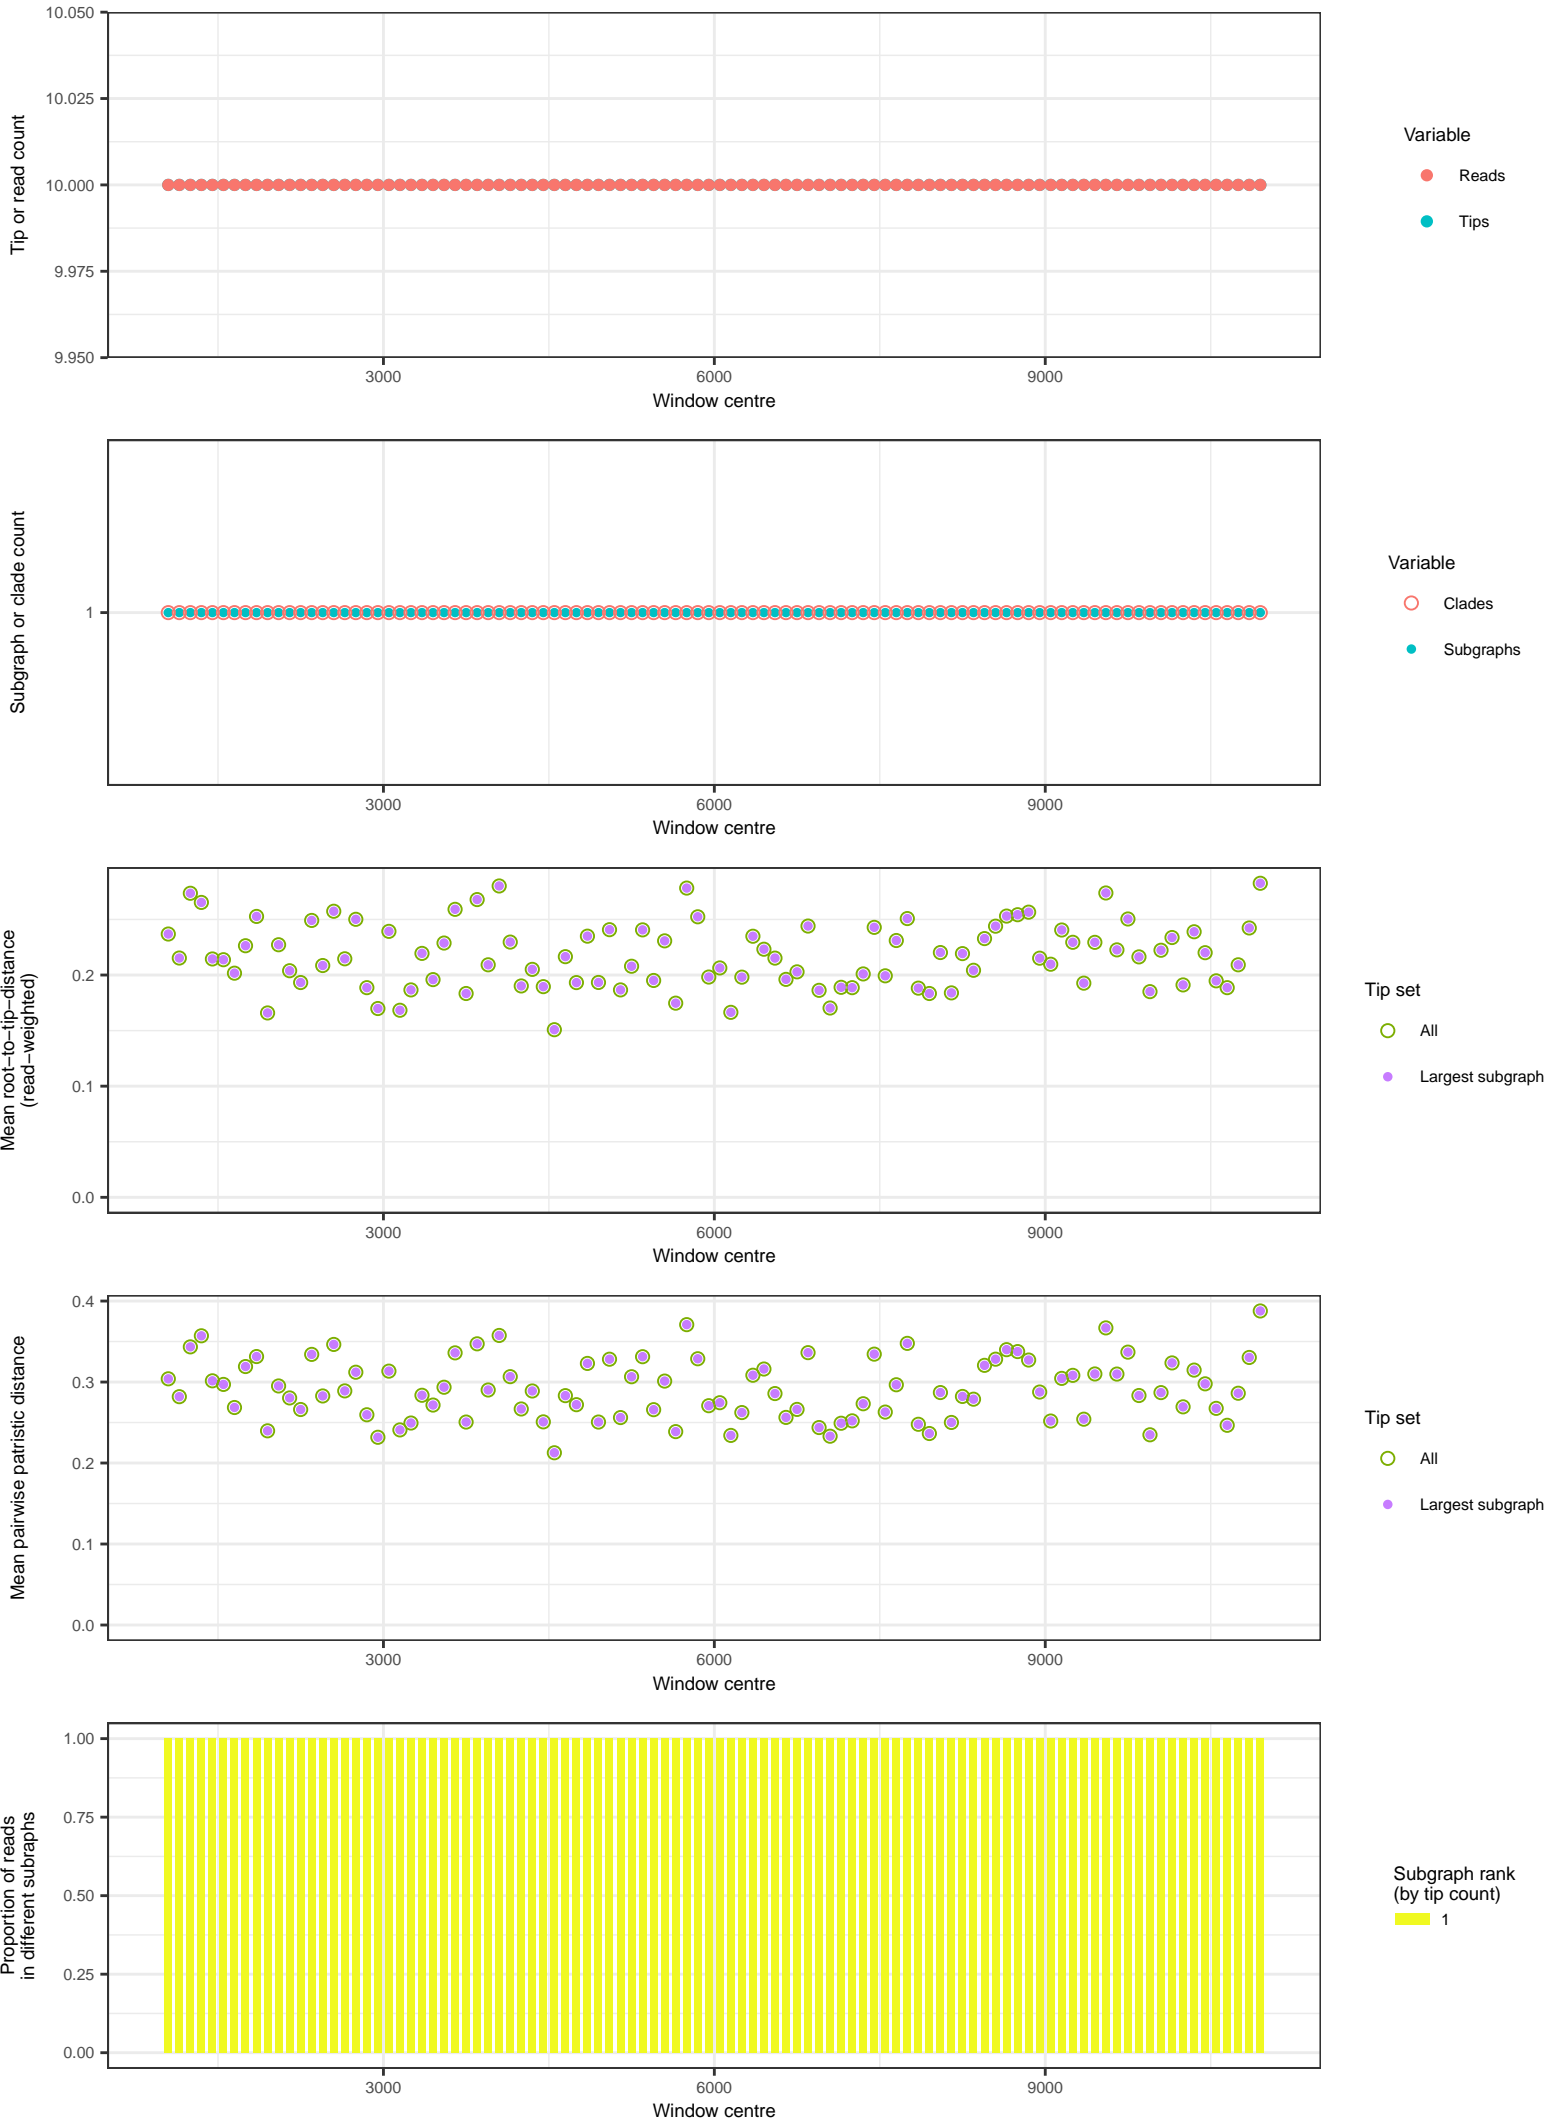 10.050
10.025
10.000
9.975
9.950
Tip or read count
3000
6000
9000
Window centre
Variable
Reads
Tips
Subgraph or clade count
1
3000
6000
9000
Window centre
Variable
Clades
Subgraphs
Mean root−to−tip−distance
(read−weighted)
0.2
0.1
0.0
3000
6000
9000
Window centre
Tip set
All
Largest subgraph
Mean pairwise patristic distance
0.4
0.3
0.2
0.1
0.0
3000
6000
9000
Window centre
Tip set
All
Largest subgraph
Proportion of reads
in different subraphs
1.00
0.75
0.50
0.25
0.00
3000
6000
9000
Window centre
Subgraph rank
(by tip count)
1